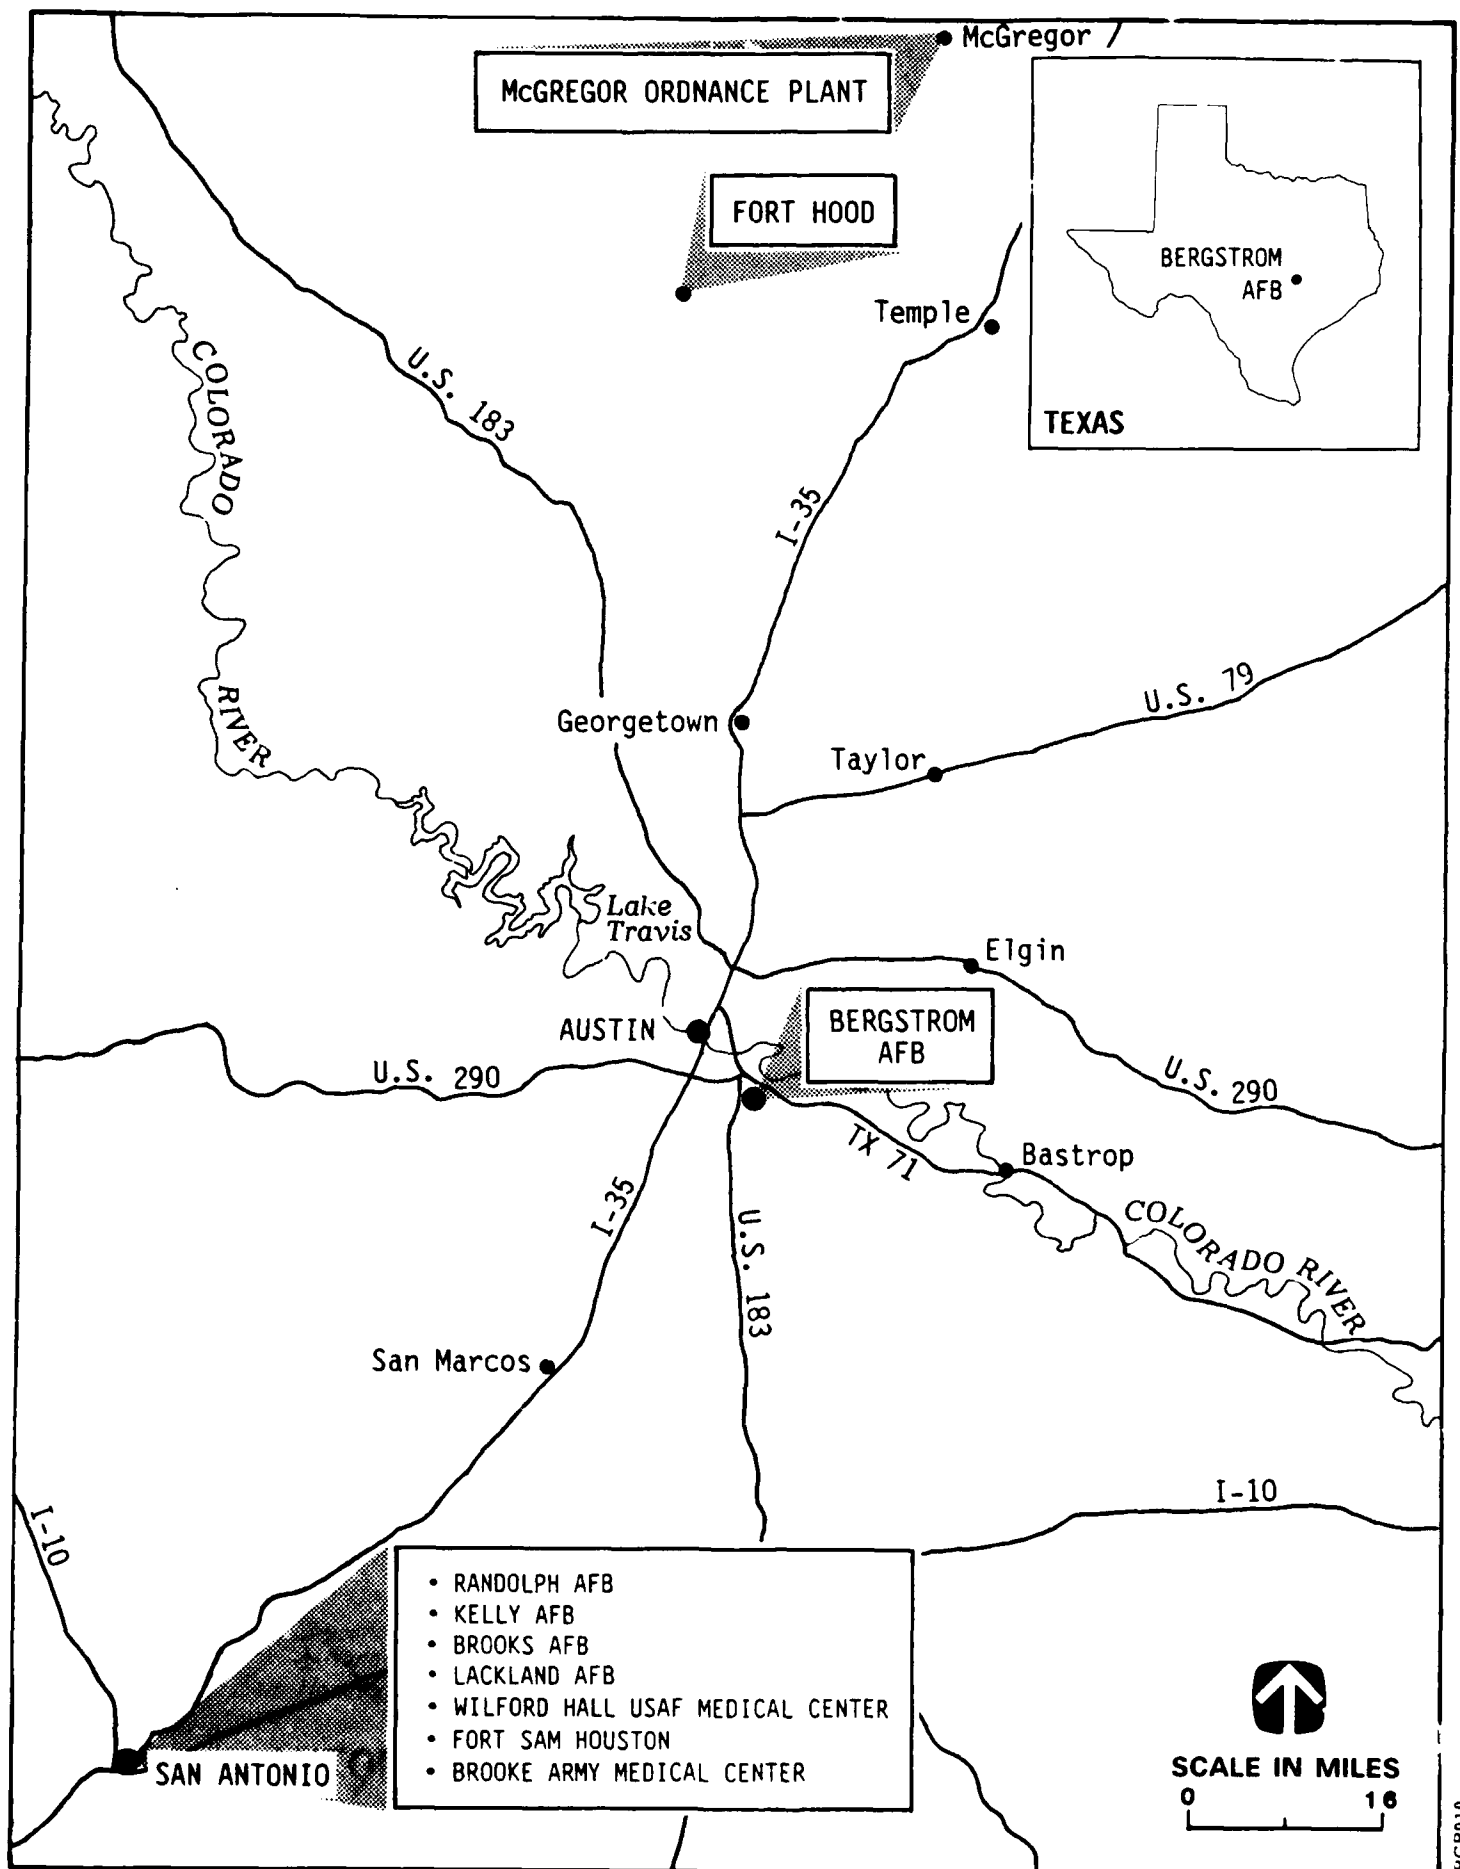 McGregor
McGREGOR ORDNANCE PLANT
FORT HOOD
Temple
BERGSTROM
AFB
TEXAS
COLORADO
U.S. 183
I-35
RIVER
Georgetown
U.S. 79
Taylor
Lake
Travis
Elgin
AUSTIN
BERGSTROM
AFB
U.S. 290
U.S. 290
TX 71
Bastrop
I-35
U.S. 183
COLORADO RIVER
San Marcos
I-10
I-10
• RANDOLPH AFB
• KELLY AFB
• BROOKS AFB
• LACKLAND AFB
• WILFORD HALL USAF MEDICAL CENTER
• FORT SAM HOUSTON
• BROOKE ARMY MEDICAL CENTER
SAN ANTONIO
SCALE IN MILES
0 16